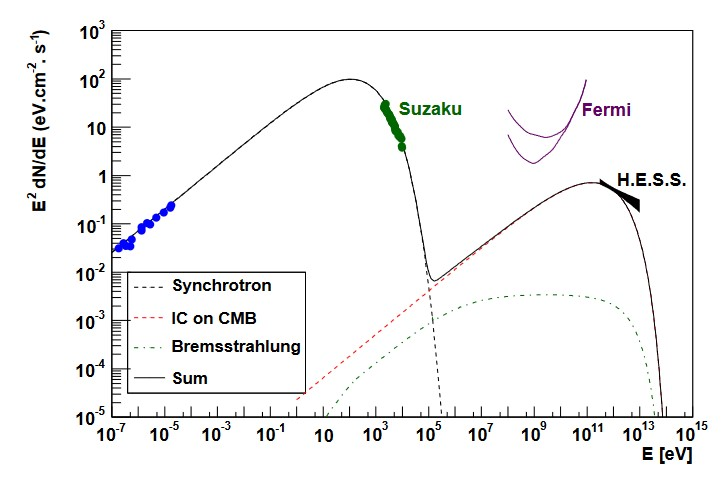 E² dN/dE (eV.cm⁻². s⁻¹)
10³
10²
10
1
10⁻¹
10⁻²
10⁻³
10⁻⁴
10⁻⁵
Suzaku
Fermi
H.E.S.S.
Synchrotron
IC on CMB
Bremsstrahlung
Sum
10⁻⁷ 10⁻⁵ 10⁻³ 10⁻¹ 10 10³ 10⁵ 10⁷ 10⁹ 10¹¹ 10¹³ 10¹⁵
E [eV]